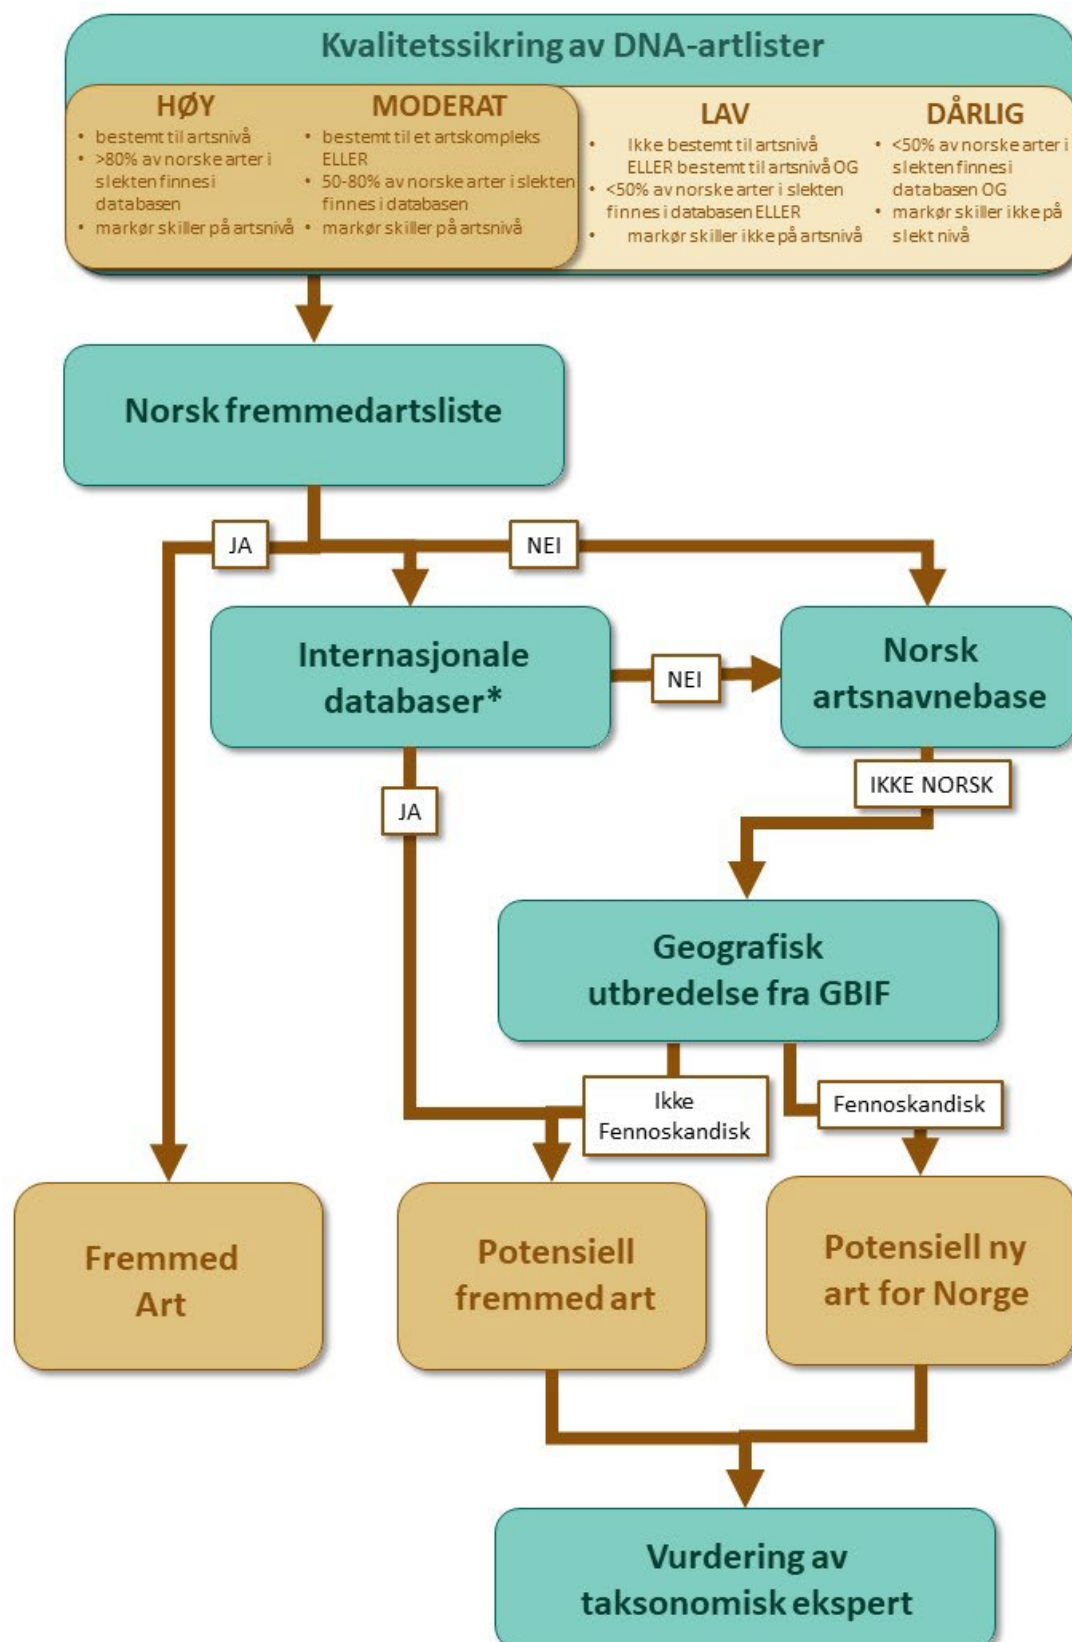 Kvalitetssikring av DNA-artlister
HØY
• bestemt til artsnivå
• >80% av norske arter i
slekten finnes i
databasen
• markør skiller på artsnivå
MODERAT
• bestemt til et artskompleks
ELLER
• 50-80% av norske arter i slekten
finnes i databasen
• markør skiller på artsnivå
LAV
• Ikke bestemt til artsnivå
ELLER bestemt til artsnivå OG
• <50% av norske arter i slekten
finnes i databasen ELLER
• markør skiller ikke på artsnivå
DÅRLIG
• <50% av norske arter i
slekten finnes i
databasen OG
• markør skiller ikke på
slekt nivå
Norsk fremmedartsliste
JA
NEI
Internasjonale
databaser*
NEI
Norsk
artsnavnebase
JA
IKKE NORSK
Geografisk
utbredelse fra GBIF
Ikke
Fennoskandisk
Fennoskandisk
Fremmed
Art
Potensiell
fremmed art
Potensiell ny
art for Norge
Vurdering av
taksonomisk ekspert